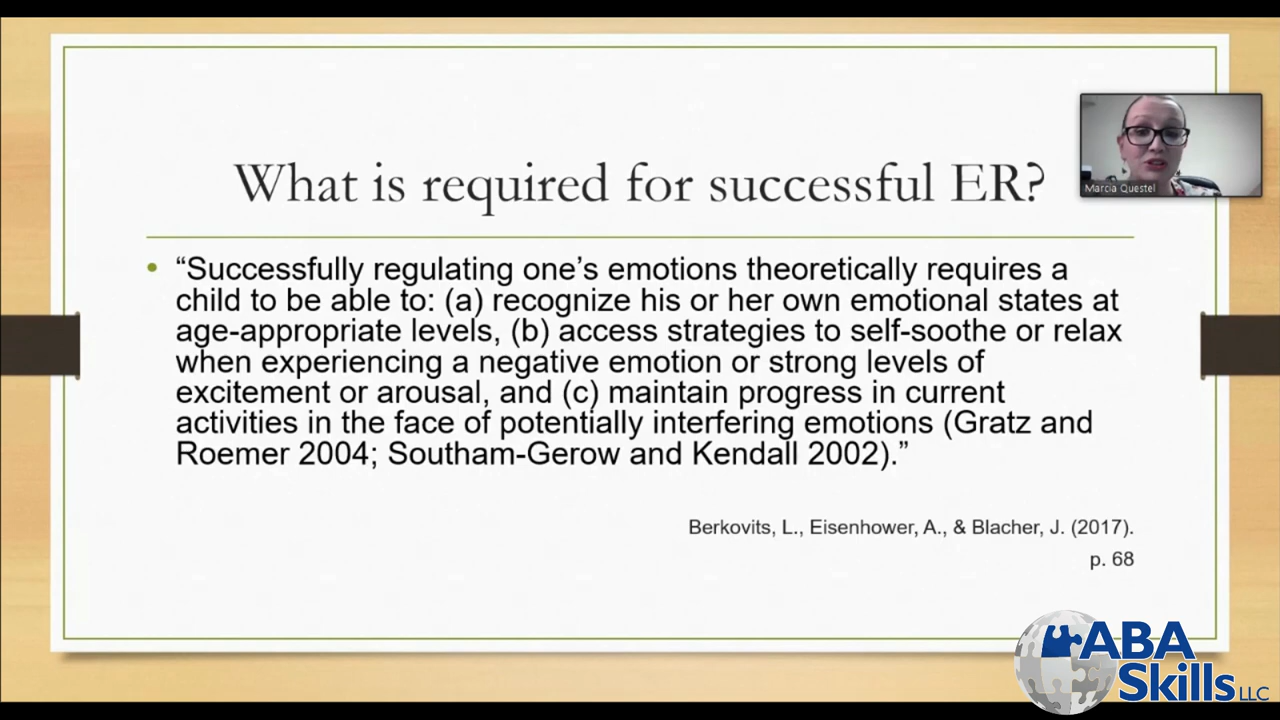 What is required for successful ER?
Marcia Questel
• “Successfully regulating one’s emotions theoretically requires a
child to be able to: (a) recognize his or her own emotional states at
age-appropriate levels, (b) access strategies to self-soothe or relax
when experiencing a negative emotion or strong levels of
excitement or arousal, and (c) maintain progress in current
activities in the face of potentially interfering emotions (Gratz and
Roemer 2004; Southam-Gerow and Kendall 2002).”
Berkovits, L., Eisenhower, A., & Blacher, J. (2017).
p. 68
ABA
Skills LLC